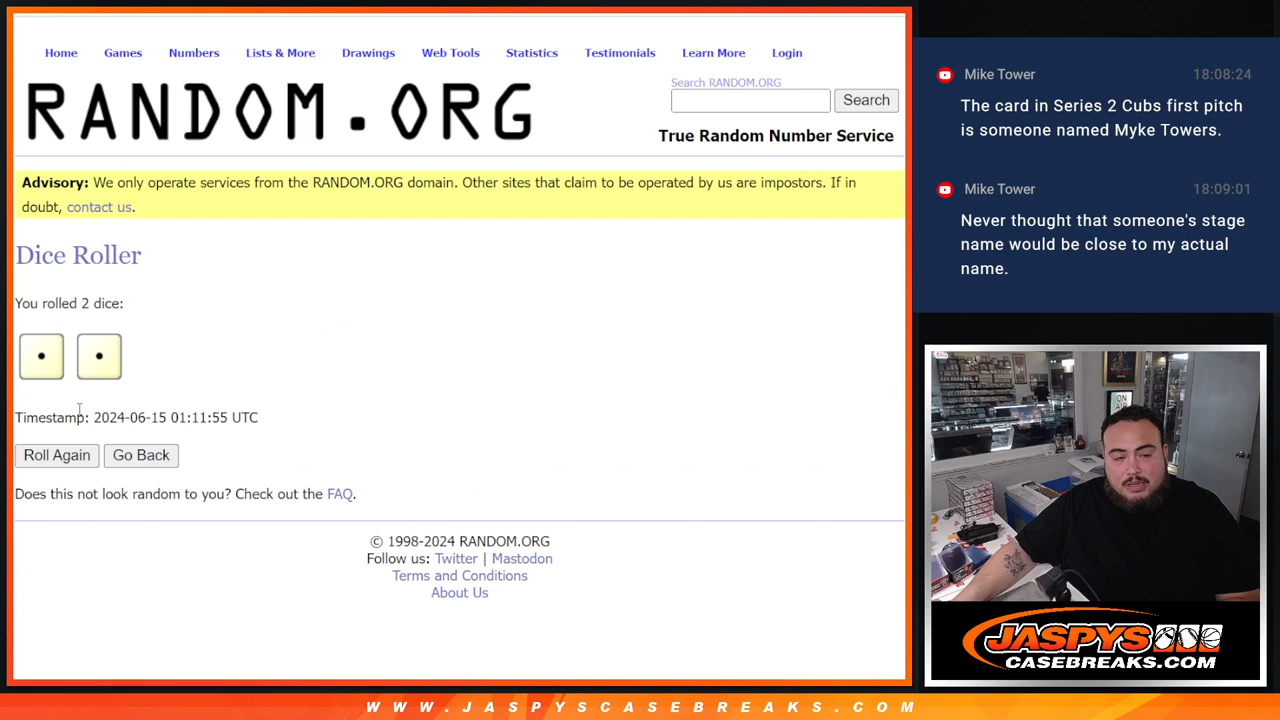 Home Games Numbers Lists & More Drawings Web Tools Statistics Testimonials Learn More Login
RANDOM.ORG
Search RANDOM.ORG
Search
True Random Number Service
Advisory: We only operate services from the RANDOM.ORG domain. Other sites that claim to be operated by us are impostors. If in
doubt, contact us.
Dice Roller
You rolled 2 dice:
Timestamp: 2024-06-15 01:11:55 UTC
Roll Again Go Back
Does this not look random to you? Check out the FAQ.
© 1998-2024 RANDOM.ORG
Follow us: Twitter | Mastodon
Terms and Conditions
About Us
Mike Tower 18:08:24
The card in Series 2 Cubs first pitch
is someone named Myke Towers.
Mike Tower 18:09:01
Never thought that someone's stage
name would be close to my actual
name.
ON
AIR
JASPYS
CASEBREAKS.COM
WWW.JASPYSCASEBREAKS.COM